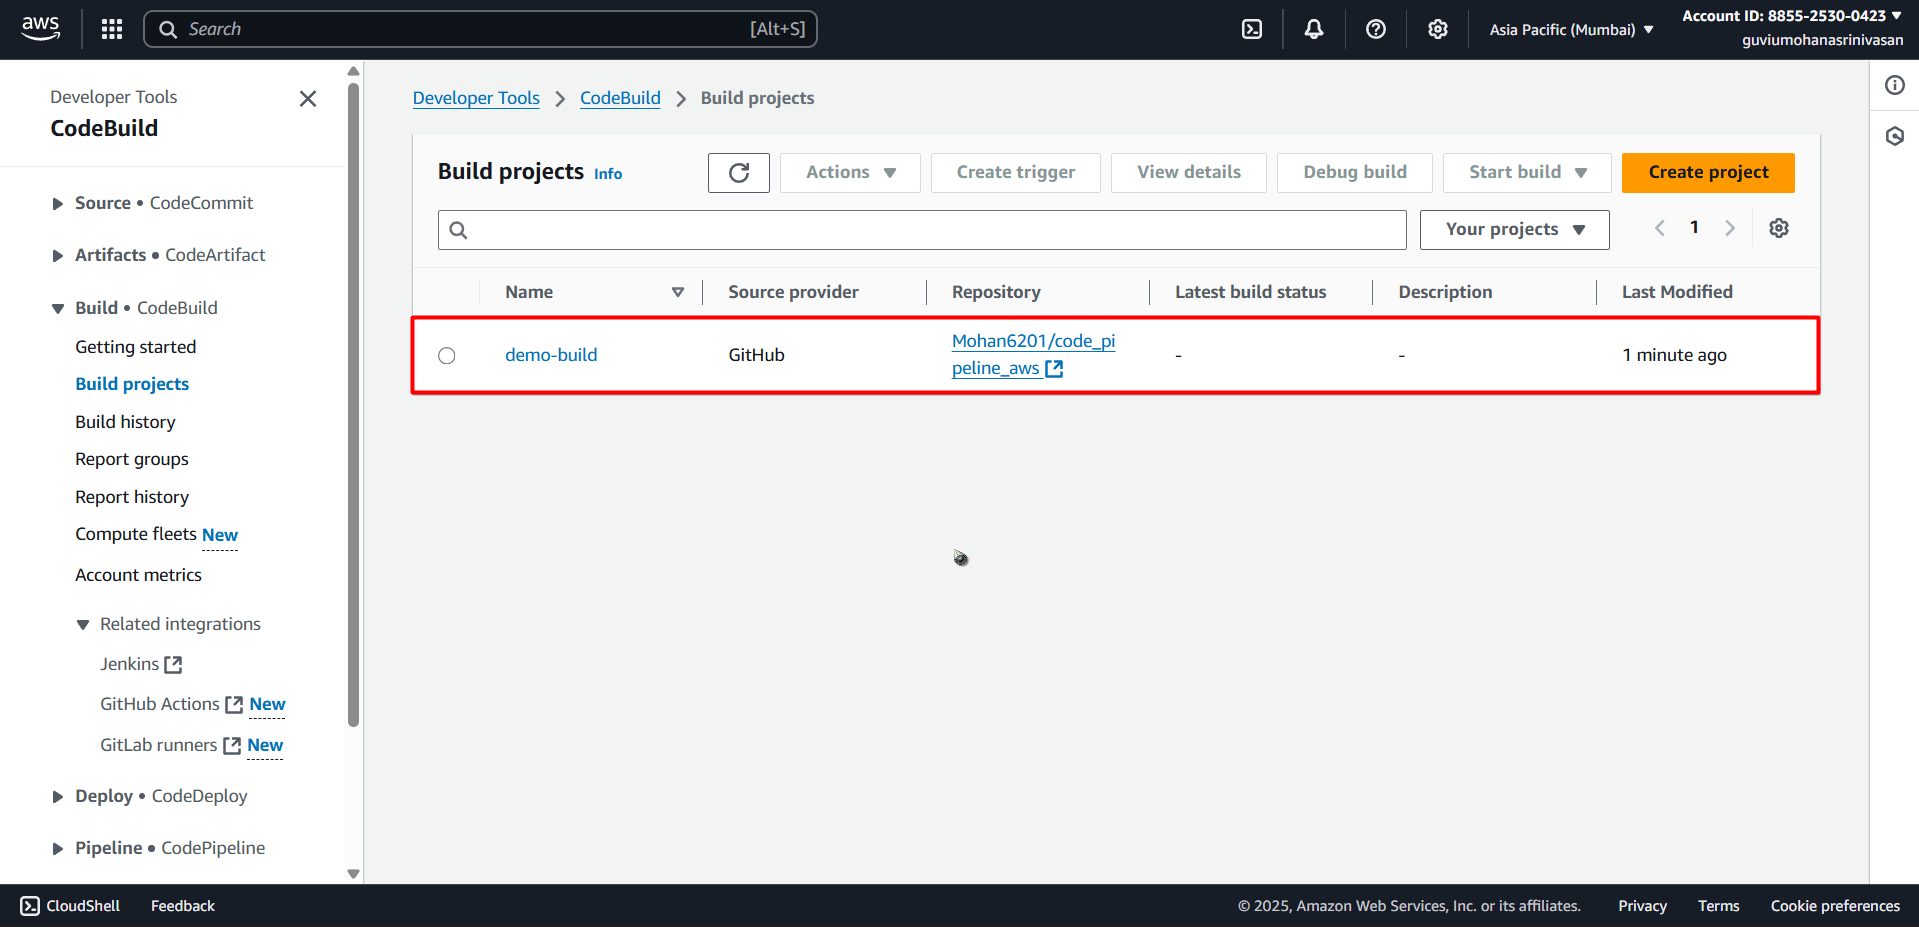 aws
Search [Alt+S]
Asia Pacific (Mumbai)
Account ID: 8855-2530-0423
guviumohanasrinivasan
Developer Tools
CodeBuild
Source • CodeCommit
Artifacts • CodeArtifact
Build • CodeBuild
Getting started
Build projects
Build history
Report groups
Report history
Compute fleets New
Account metrics
Related integrations
Jenkins
GitHub Actions New
GitLab runners New
Deploy • CodeDeploy
Pipeline • CodePipeline
Developer Tools > CodeBuild > Build projects
Build projects Info
Actions Create trigger View details Debug build Start build Create project
Your projects 1
Name Source provider Repository Latest build status Description Last Modified
demo-build GitHub Mohan6201/code_pi - - 1 minute ago
peline_aws
CloudShell Feedback © 2025, Amazon Web Services, Inc. or its affiliates. Privacy Terms Cookie preferences